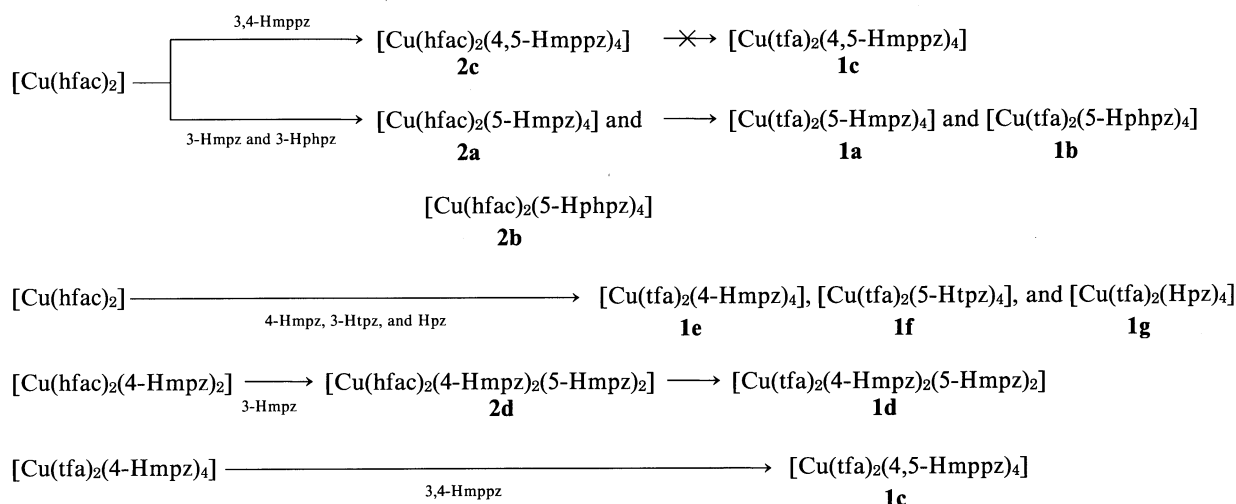 3,4-Hmppz
[Cu(hfac)₂(4,5-Hmppz)₄] [Cu(tfa)₂(4,5-Hmppz)₄]
2c 1c
[Cu(hfac)₂]
[Cu(hfac)₂(5-Hmpz)₄] and [Cu(tfa)₂(5-Hmpz)₄] and [Cu(tfa)₂(5-Hphpz)₄]
3-Hmpz and 3-Hphpz
2a 1a 1b
[Cu(hfac)₂(5-Hphpz)₄]
2b
[Cu(hfac)₂] [Cu(tfa)₂(4-Hmpz)₄], [Cu(tfa)₂(5-Htpz)₄], and [Cu(tfa)₂(Hpz)₄]
4-Hmpz, 3-Htpz, and Hpz
1e 1f 1g
[Cu(hfac)₂(4-Hmpz)₂] [Cu(hfac)₂(4-Hmpz)₂(5-Hmpz)₂] [Cu(tfa)₂(4-Hmpz)₂(5-Hmpz)₂]
3-Hmpz
2d 1d
[Cu(tfa)₂(4-Hmpz)₄] [Cu(tfa)₂(4,5-Hmppz)₄]
3,4-Hmppz
1c